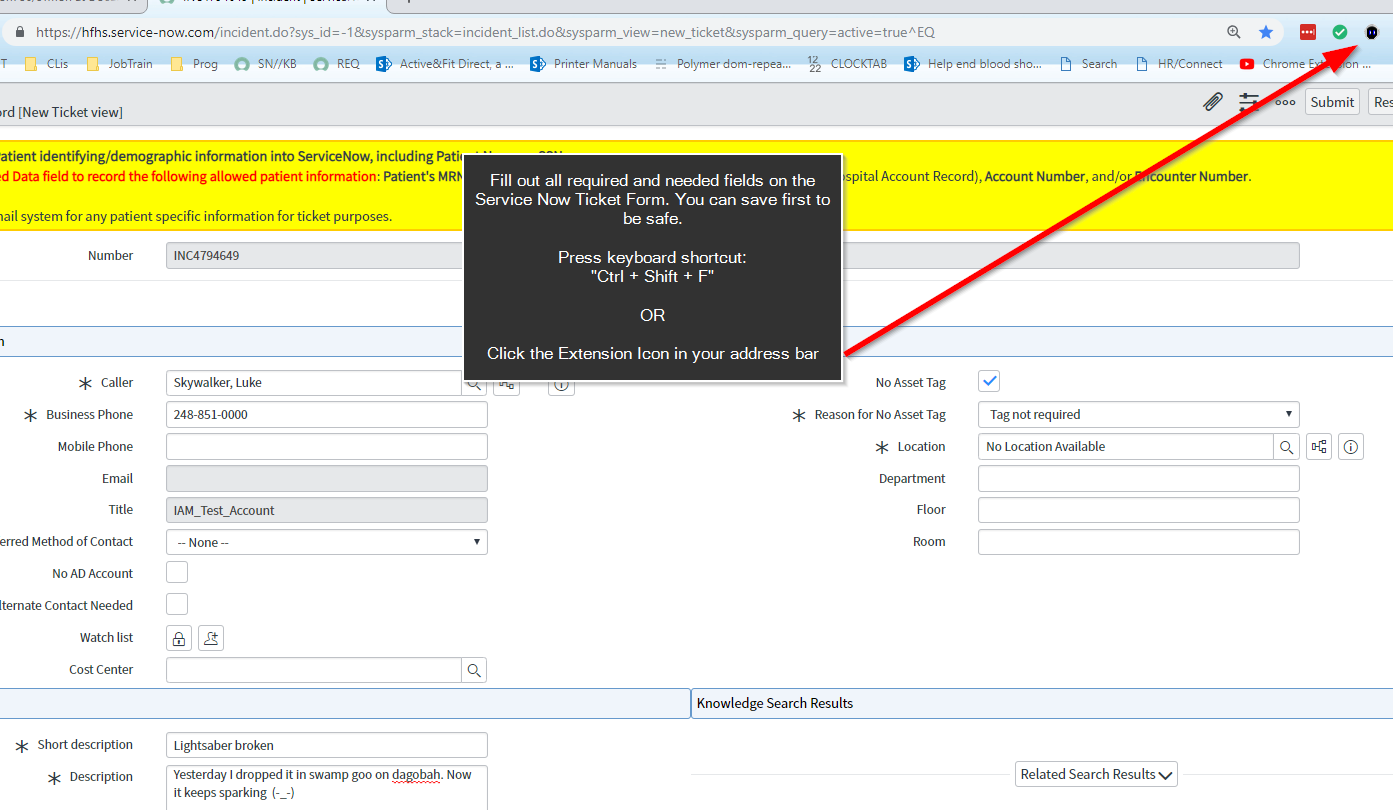 https://hfhs.service-now.com/incident.do?sys_id=-1&sysparm_stack=incident_list.do&sysparm_view=new_ticket&sysparm_query=active=true^EQ
T CLis JobTrain Prog SN//KB REQ Active&Fit Direct, a ... Printer Manuals Polymer dom-repea... 12 22 CLOCKTAB Help end blood sho... Search HR/Connect Chrome Extension ...
ord [New Ticket view]
Submit Res
atient identifying/demographic information into ServiceNow, including
ed Data field to record the following allowed patient information: Patient's MRN
spital Account Record), Account Number, and/or Encounter Number.
nail system for any patient specific information for ticket purposes.
Fill out all required and needed fields on the
Service Now Ticket Form. You can save first to
be safe.
Press keyboard shortcut:
"Ctrl + Shift + F"
OR
Click the Extension Icon in your address bar
Number INC4794649
n
Caller Skywalker, Luke
Business Phone 248-851-0000
Mobile Phone
Email
Title IAM_Test_Account
erred Method of Contact -- None --
No AD Account
lternate Contact Needed
Watch list
Cost Center
No Asset Tag
Reason for No Asset Tag Tag not required
Location No Location Available
Department
Floor
Room
Knowledge Search Results
Short description Lightsaber broken
Description Yesterday I dropped it in swamp goo on dagobah. Now
it keeps sparking (-_-)
Related Search Results